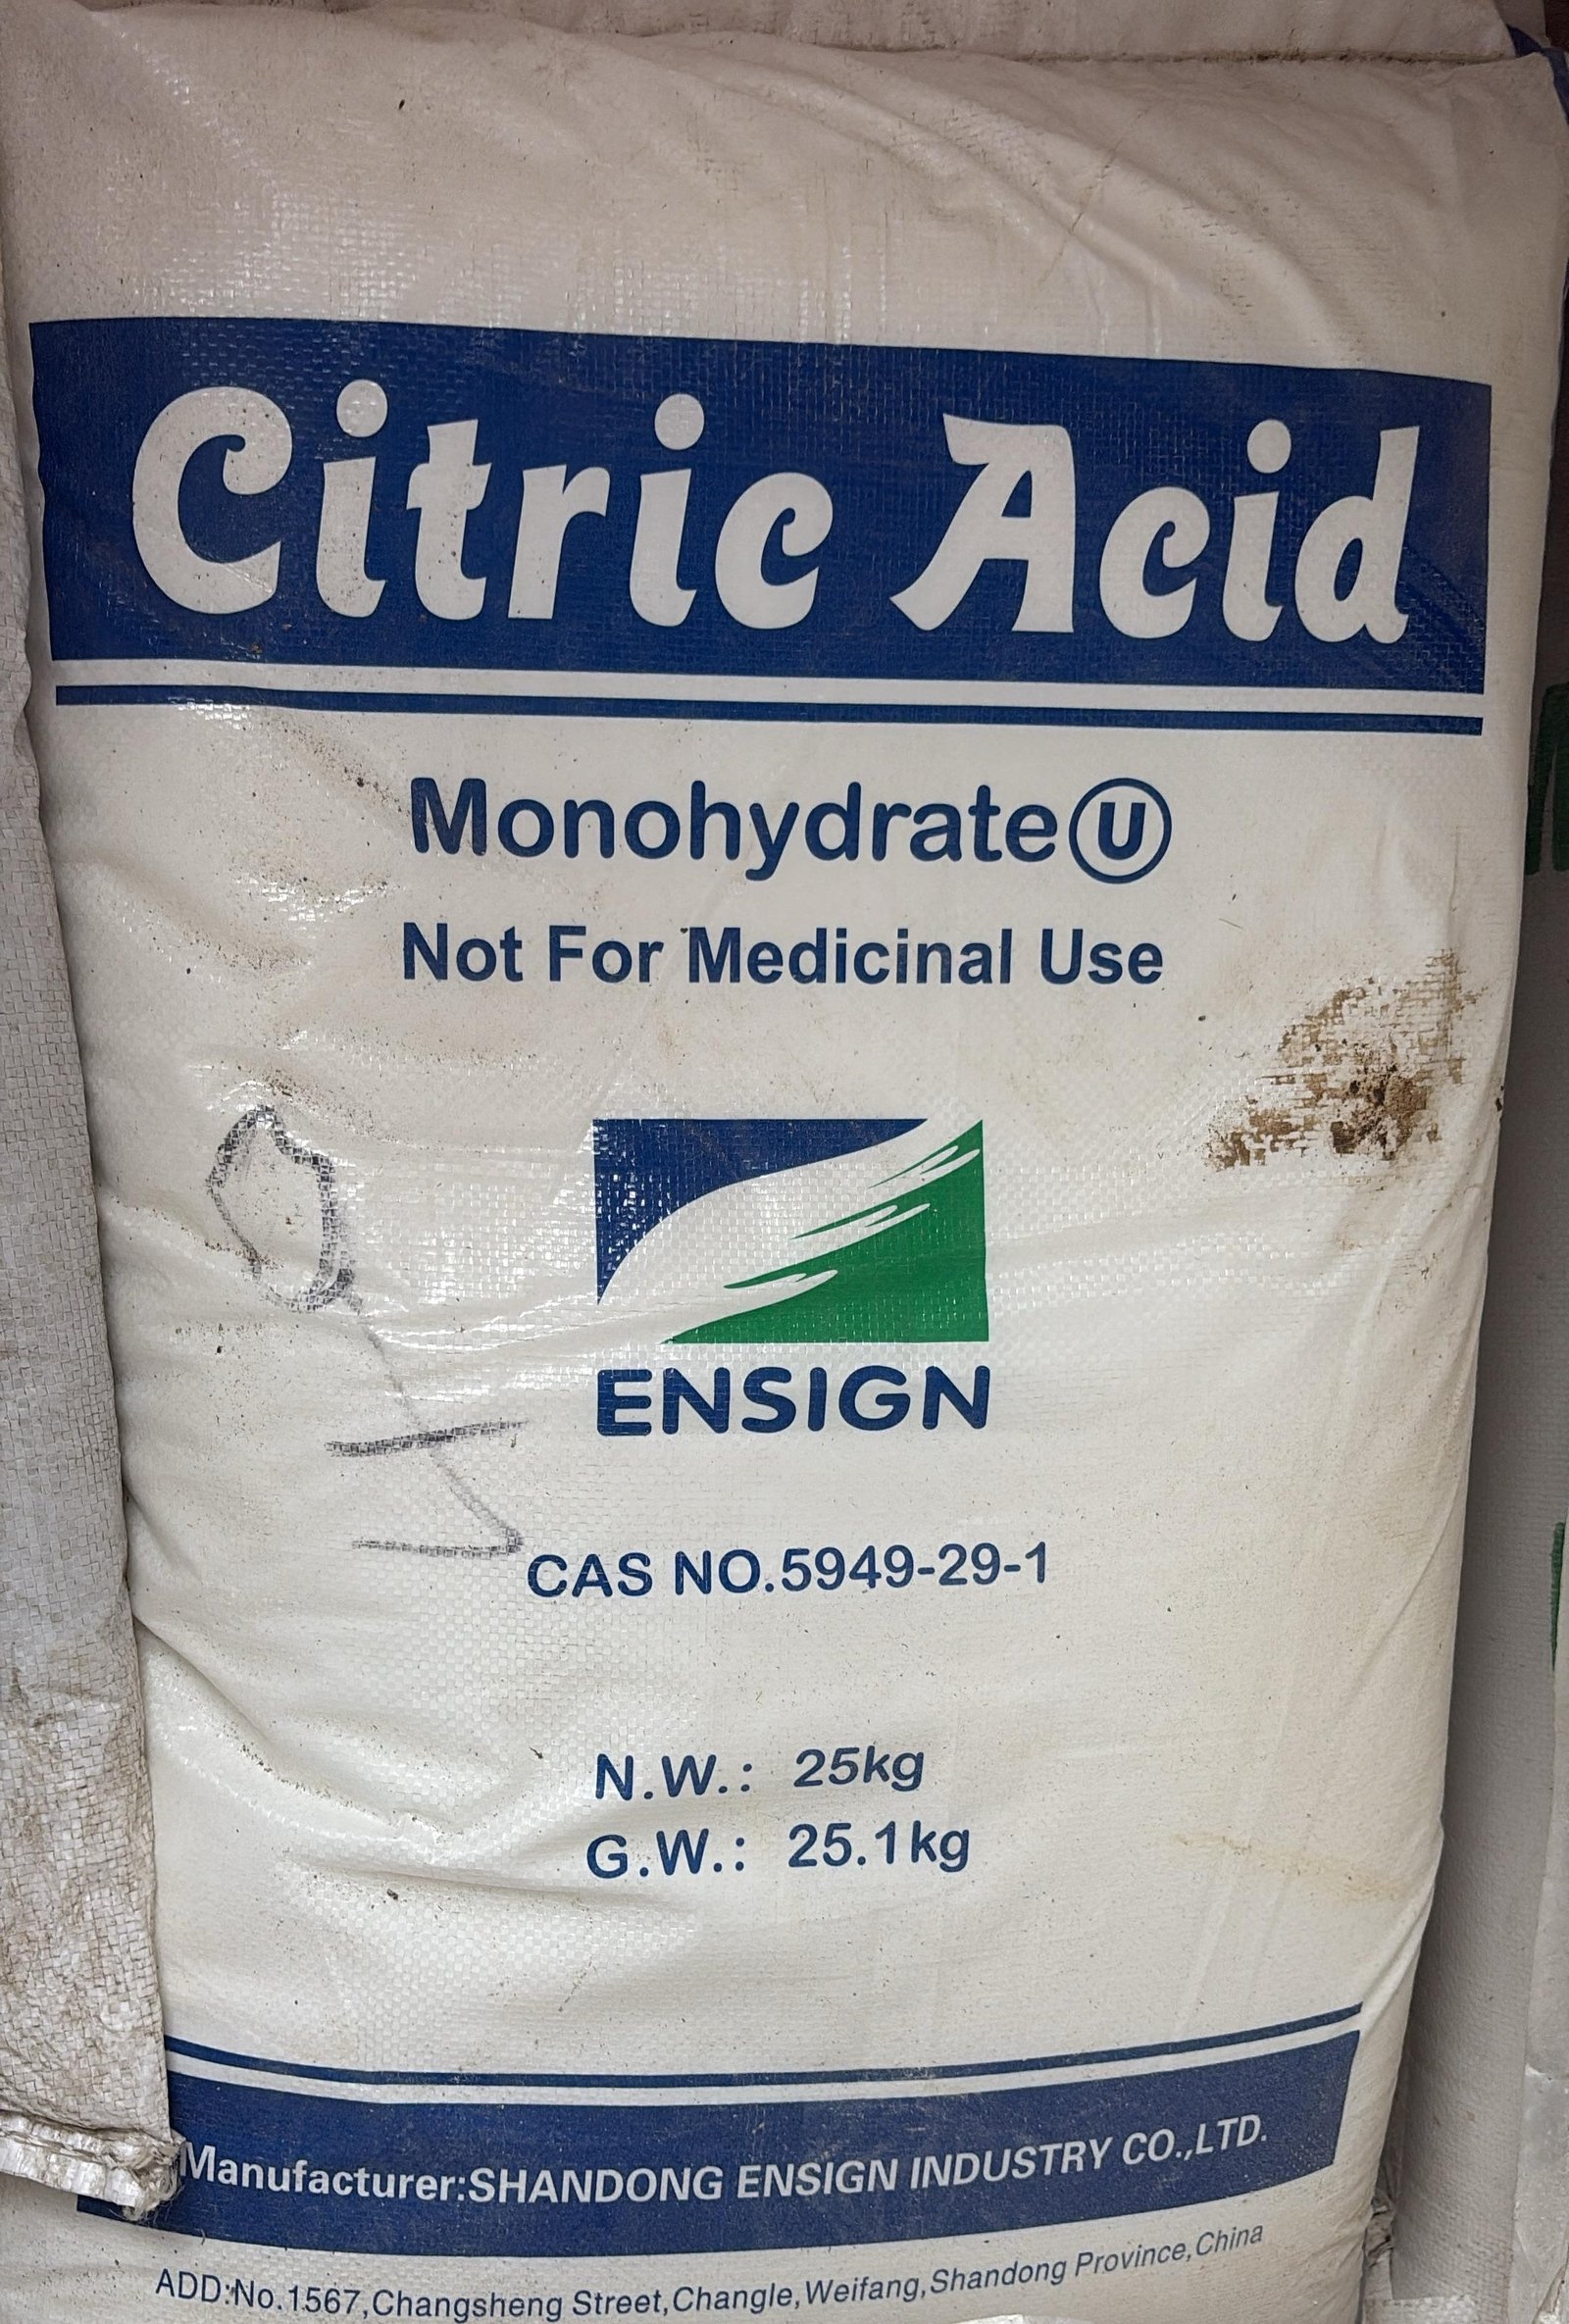 Citric Acid
Monohydrate Ⓤ
Not For Medicinal Use
ENSIGN
CAS NO.5949-29-1
N.W.: 25kg
G.W.: 25.1kg
Manufacturer:SHANDONG ENSIGN INDUSTRY CO.,LTD.
ADD:No.1567,Changsheng Street,Changle,Weifang,Shandong Province,China